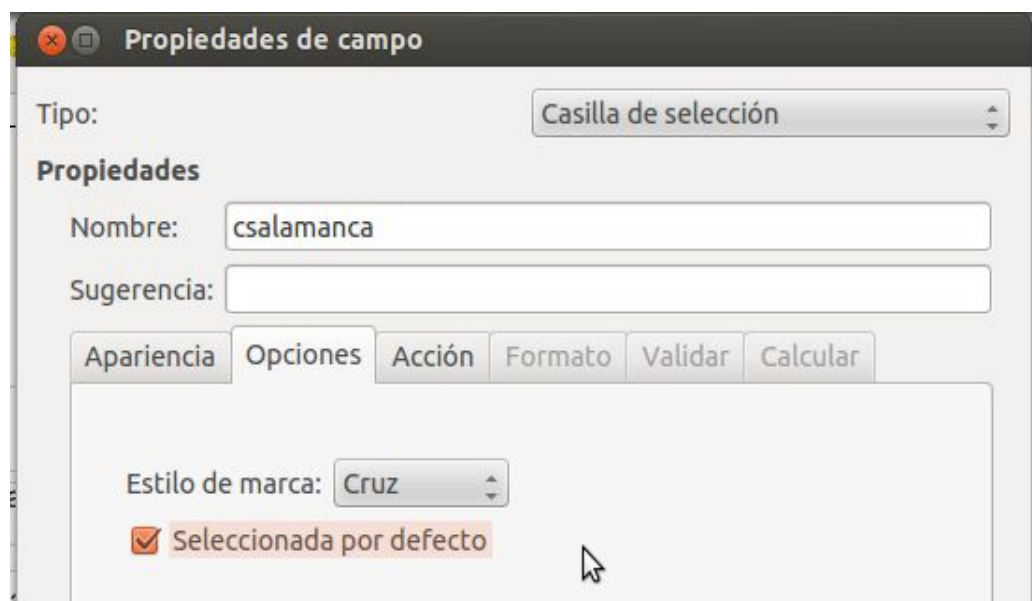 Propiedades de campo
Tipo: Casilla de selección
Propiedades
Nombre: csalamanca
Sugerencia:
Apariencia Opciones Acción Formato Validar Calcular
Estilo de marca: Cruz
Seleccionada por defecto